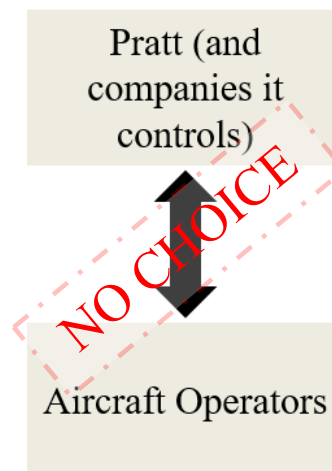 Pratt (and
companies it
controls)
NO CHOICE
Aircraft Operators